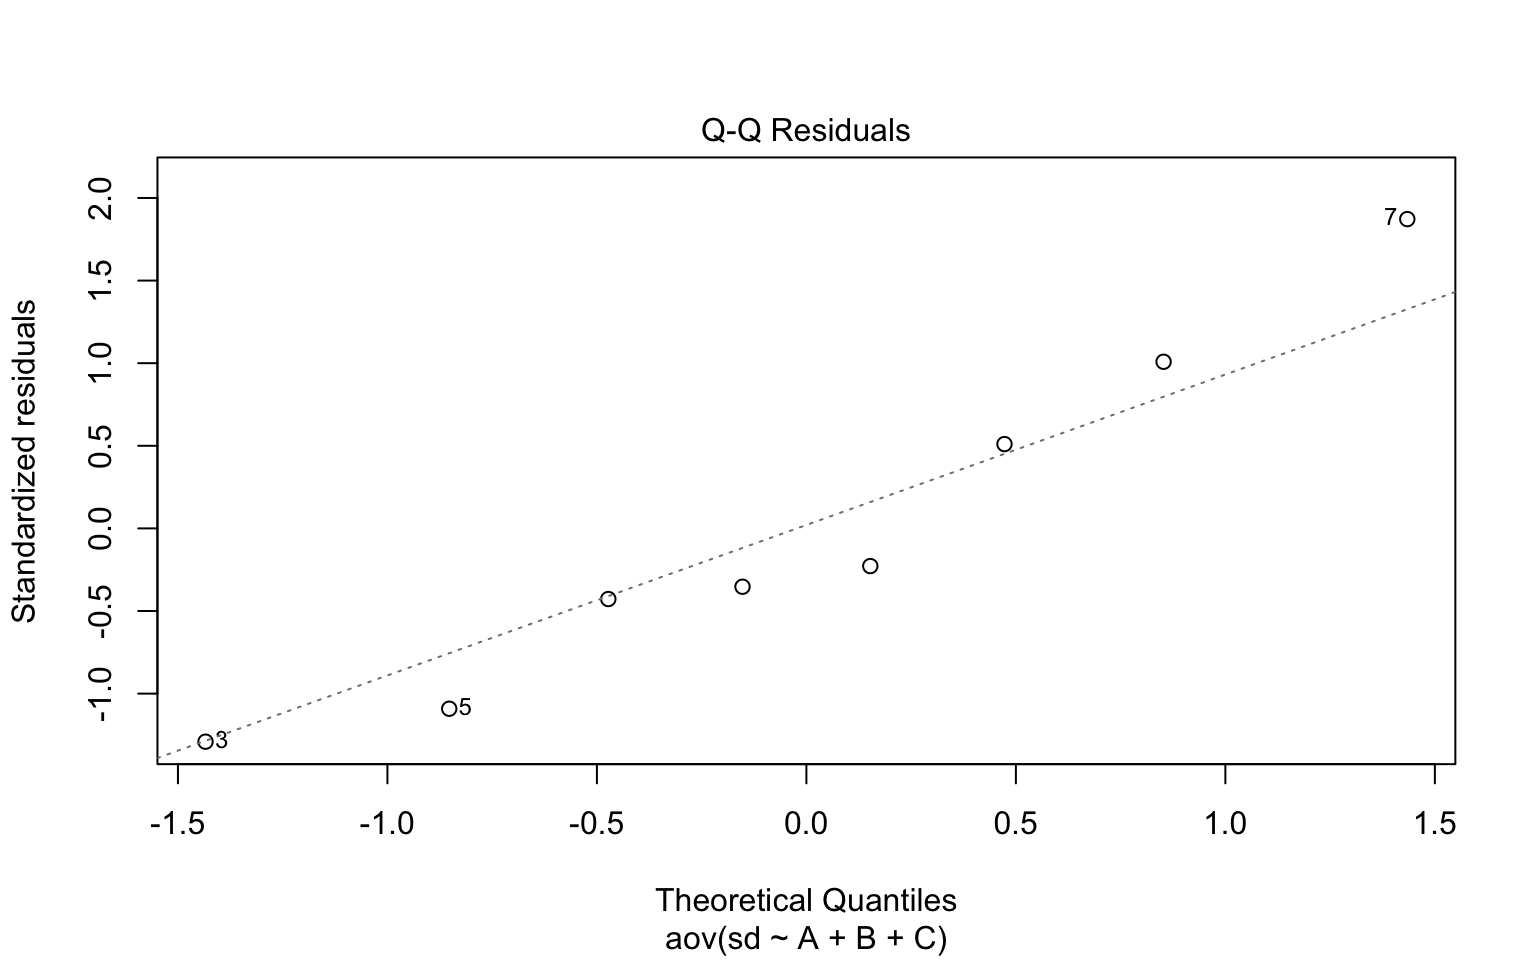 Q-Q Residuals
Standardized residuals
2.0
1.5
1.0
0.5
0.0
-0.5
-1.0
7
5
3
-1.5 -1.0 -0.5 0.0 0.5 1.0 1.5
Theoretical Quantiles
aov(sd ~ A + B + C)